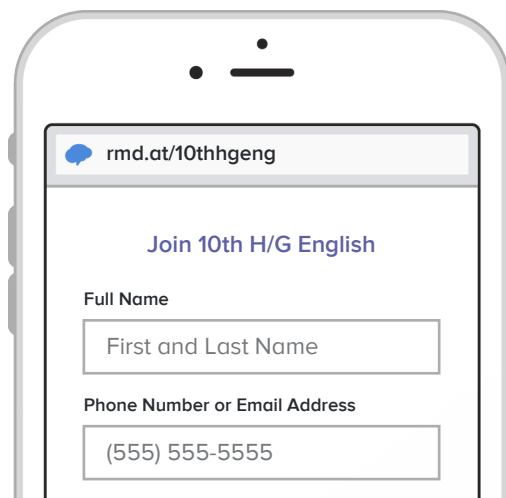 rmd.at/10thhgeng
Join 10th H/G English
Full Name
First and Last Name
Phone Number or Email Address
(555) 555-5555